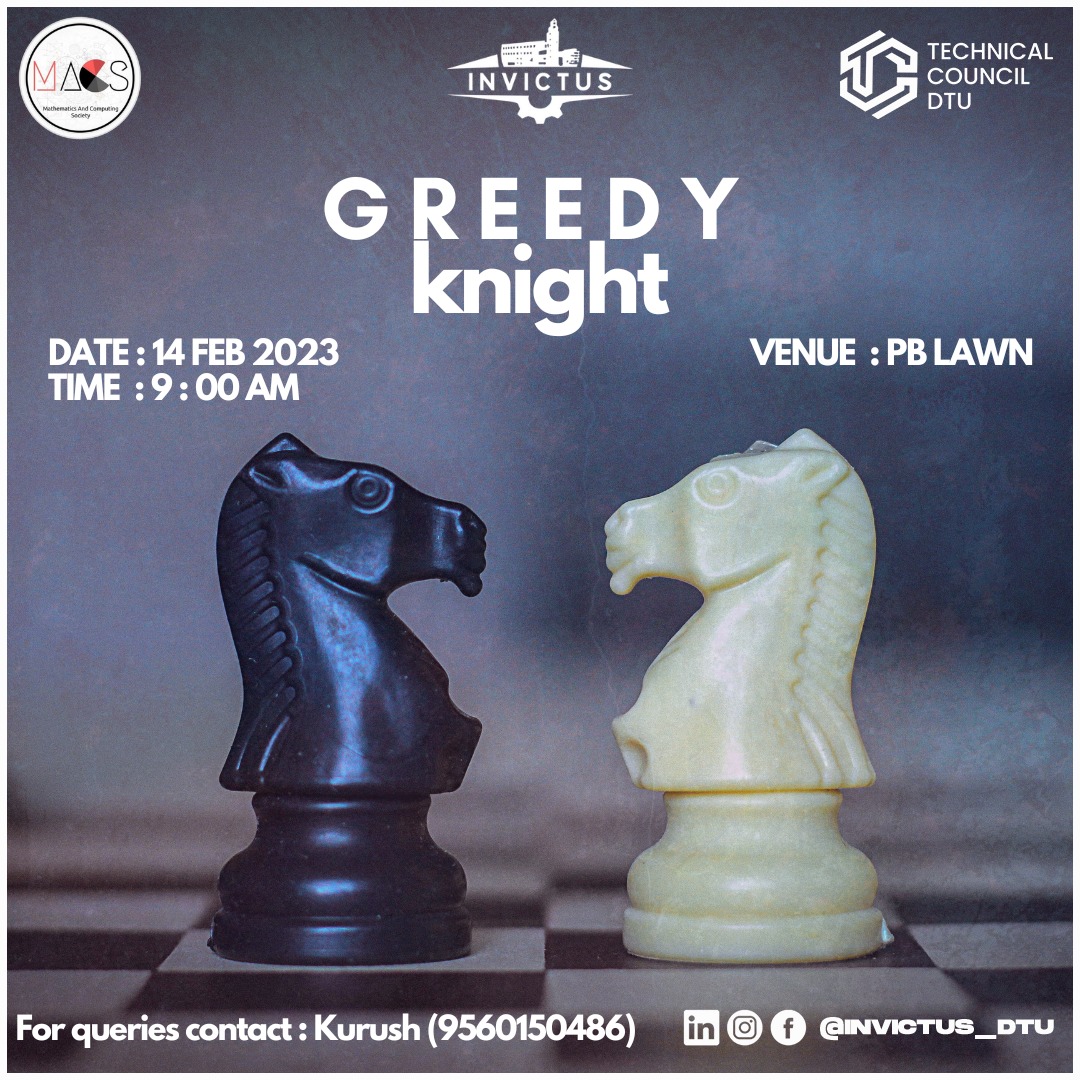 MACS
Mathematics And Computing
Society
INVICTUS
TECHNICAL
COUNCIL
DTU
GREEDY
knight
DATE : 14 FEB 2023
TIME : 9 : 00 AM
VENUE : PB LAWN
For queries contact : Kurush (9560150486)
in
f
@INVICTUS_DTU